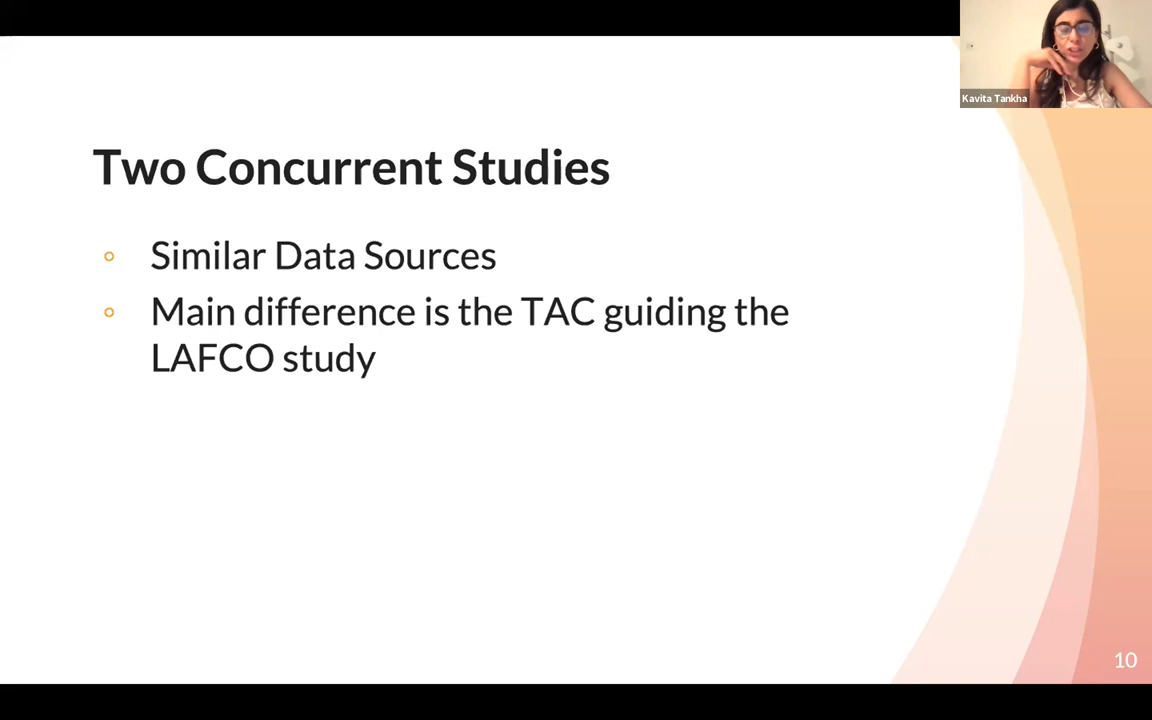 Kavita Tankha
Two Concurrent Studies
Similar Data Sources
Main difference is the TAC guiding the
LAFCO study
10